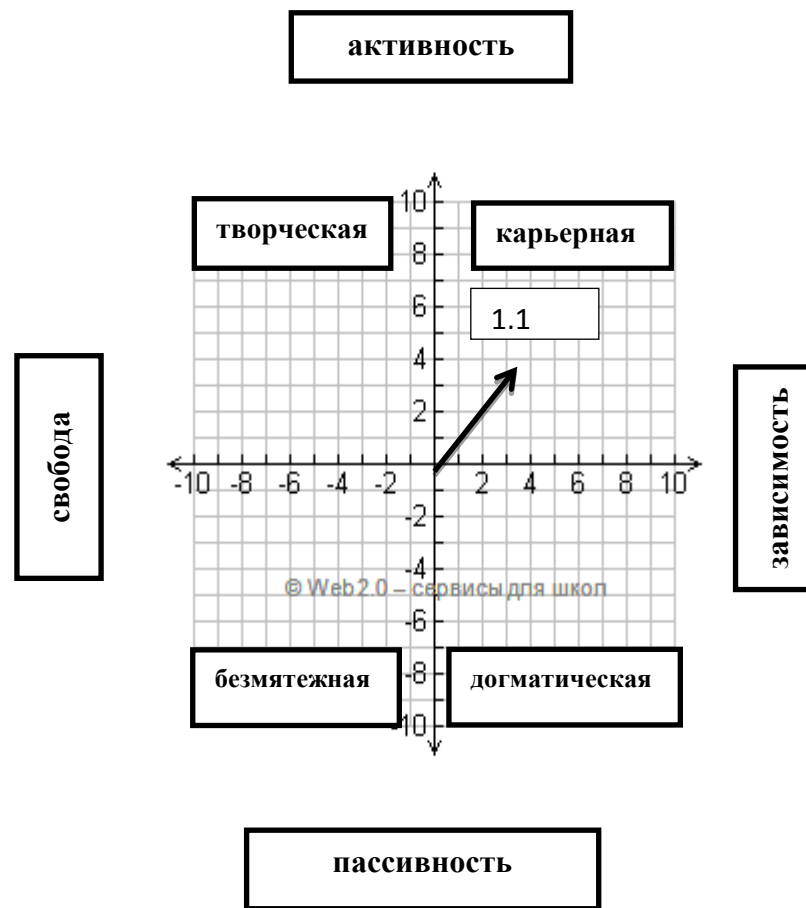 активность
10
творческая
карьерная
8
6
1.1
4
2
свобода
зависимость
-10 -8 -6 -4 -2 2 4 6 8 10
-2
-4
© Web2.0 – сервисы для школ
-6
безмятежная
-8
догматическая
10
пассивность